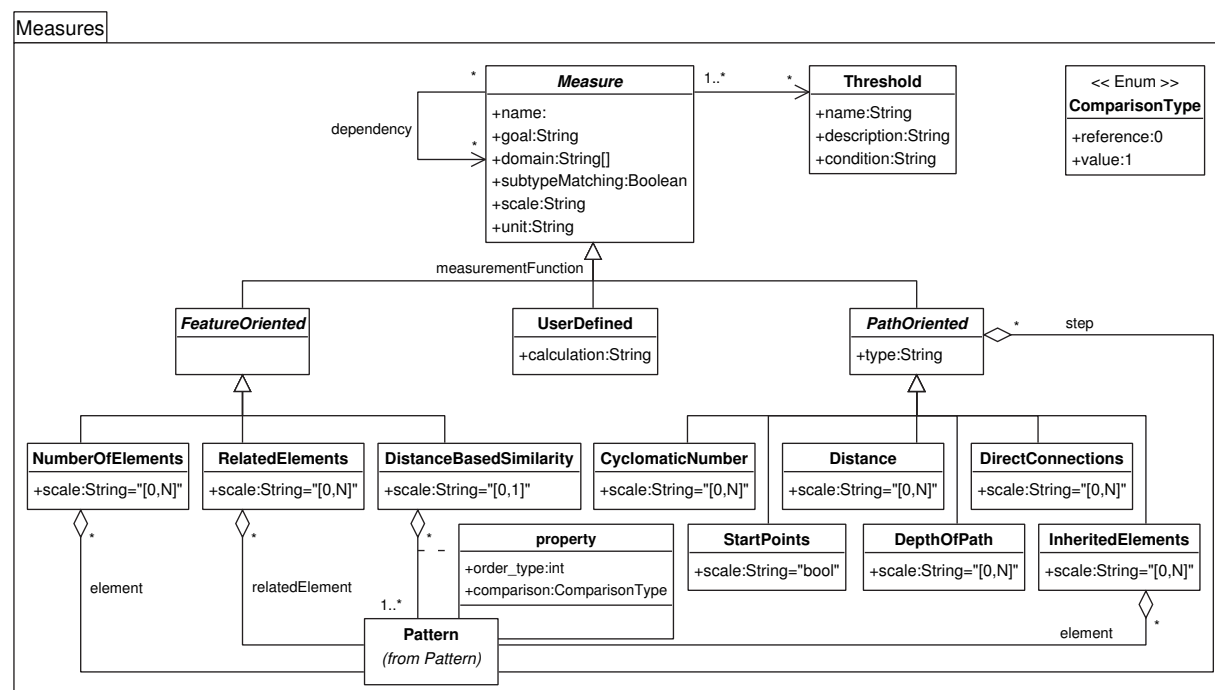 Measures
Measure
+name:
+goal:String
+domain:String[]
+subtypeMatching:Boolean
+scale:String
+unit:String
*
*
dependency
1..*
*
Threshold
+name:String
+description:String
+condition:String
<< Enum >>
ComparisonType
+reference:0
+value:1
measurementFunction
FeatureOriented
UserDefined
+calculation:String
PathOriented
+type:String
*
step
NumberOfElements
+scale:String="[0,N]"
RelatedElements
+scale:String="[0,N]"
DistanceBasedSimilarity
+scale:String="[0,1]"
CyclomaticNumber
+scale:String="[0,N]"
Distance
+scale:String="[0,N]"
DirectConnections
+scale:String="[0,N]"
*
*
*
property
+order_type:int
+comparison:ComparisonType
StartPoints
+scale:String="bool"
DepthOfPath
+scale:String="[0,N]"
InheritedElements
+scale:String="[0,N]"
element
relatedElement
1..*
Pattern
(from Pattern)
element
*